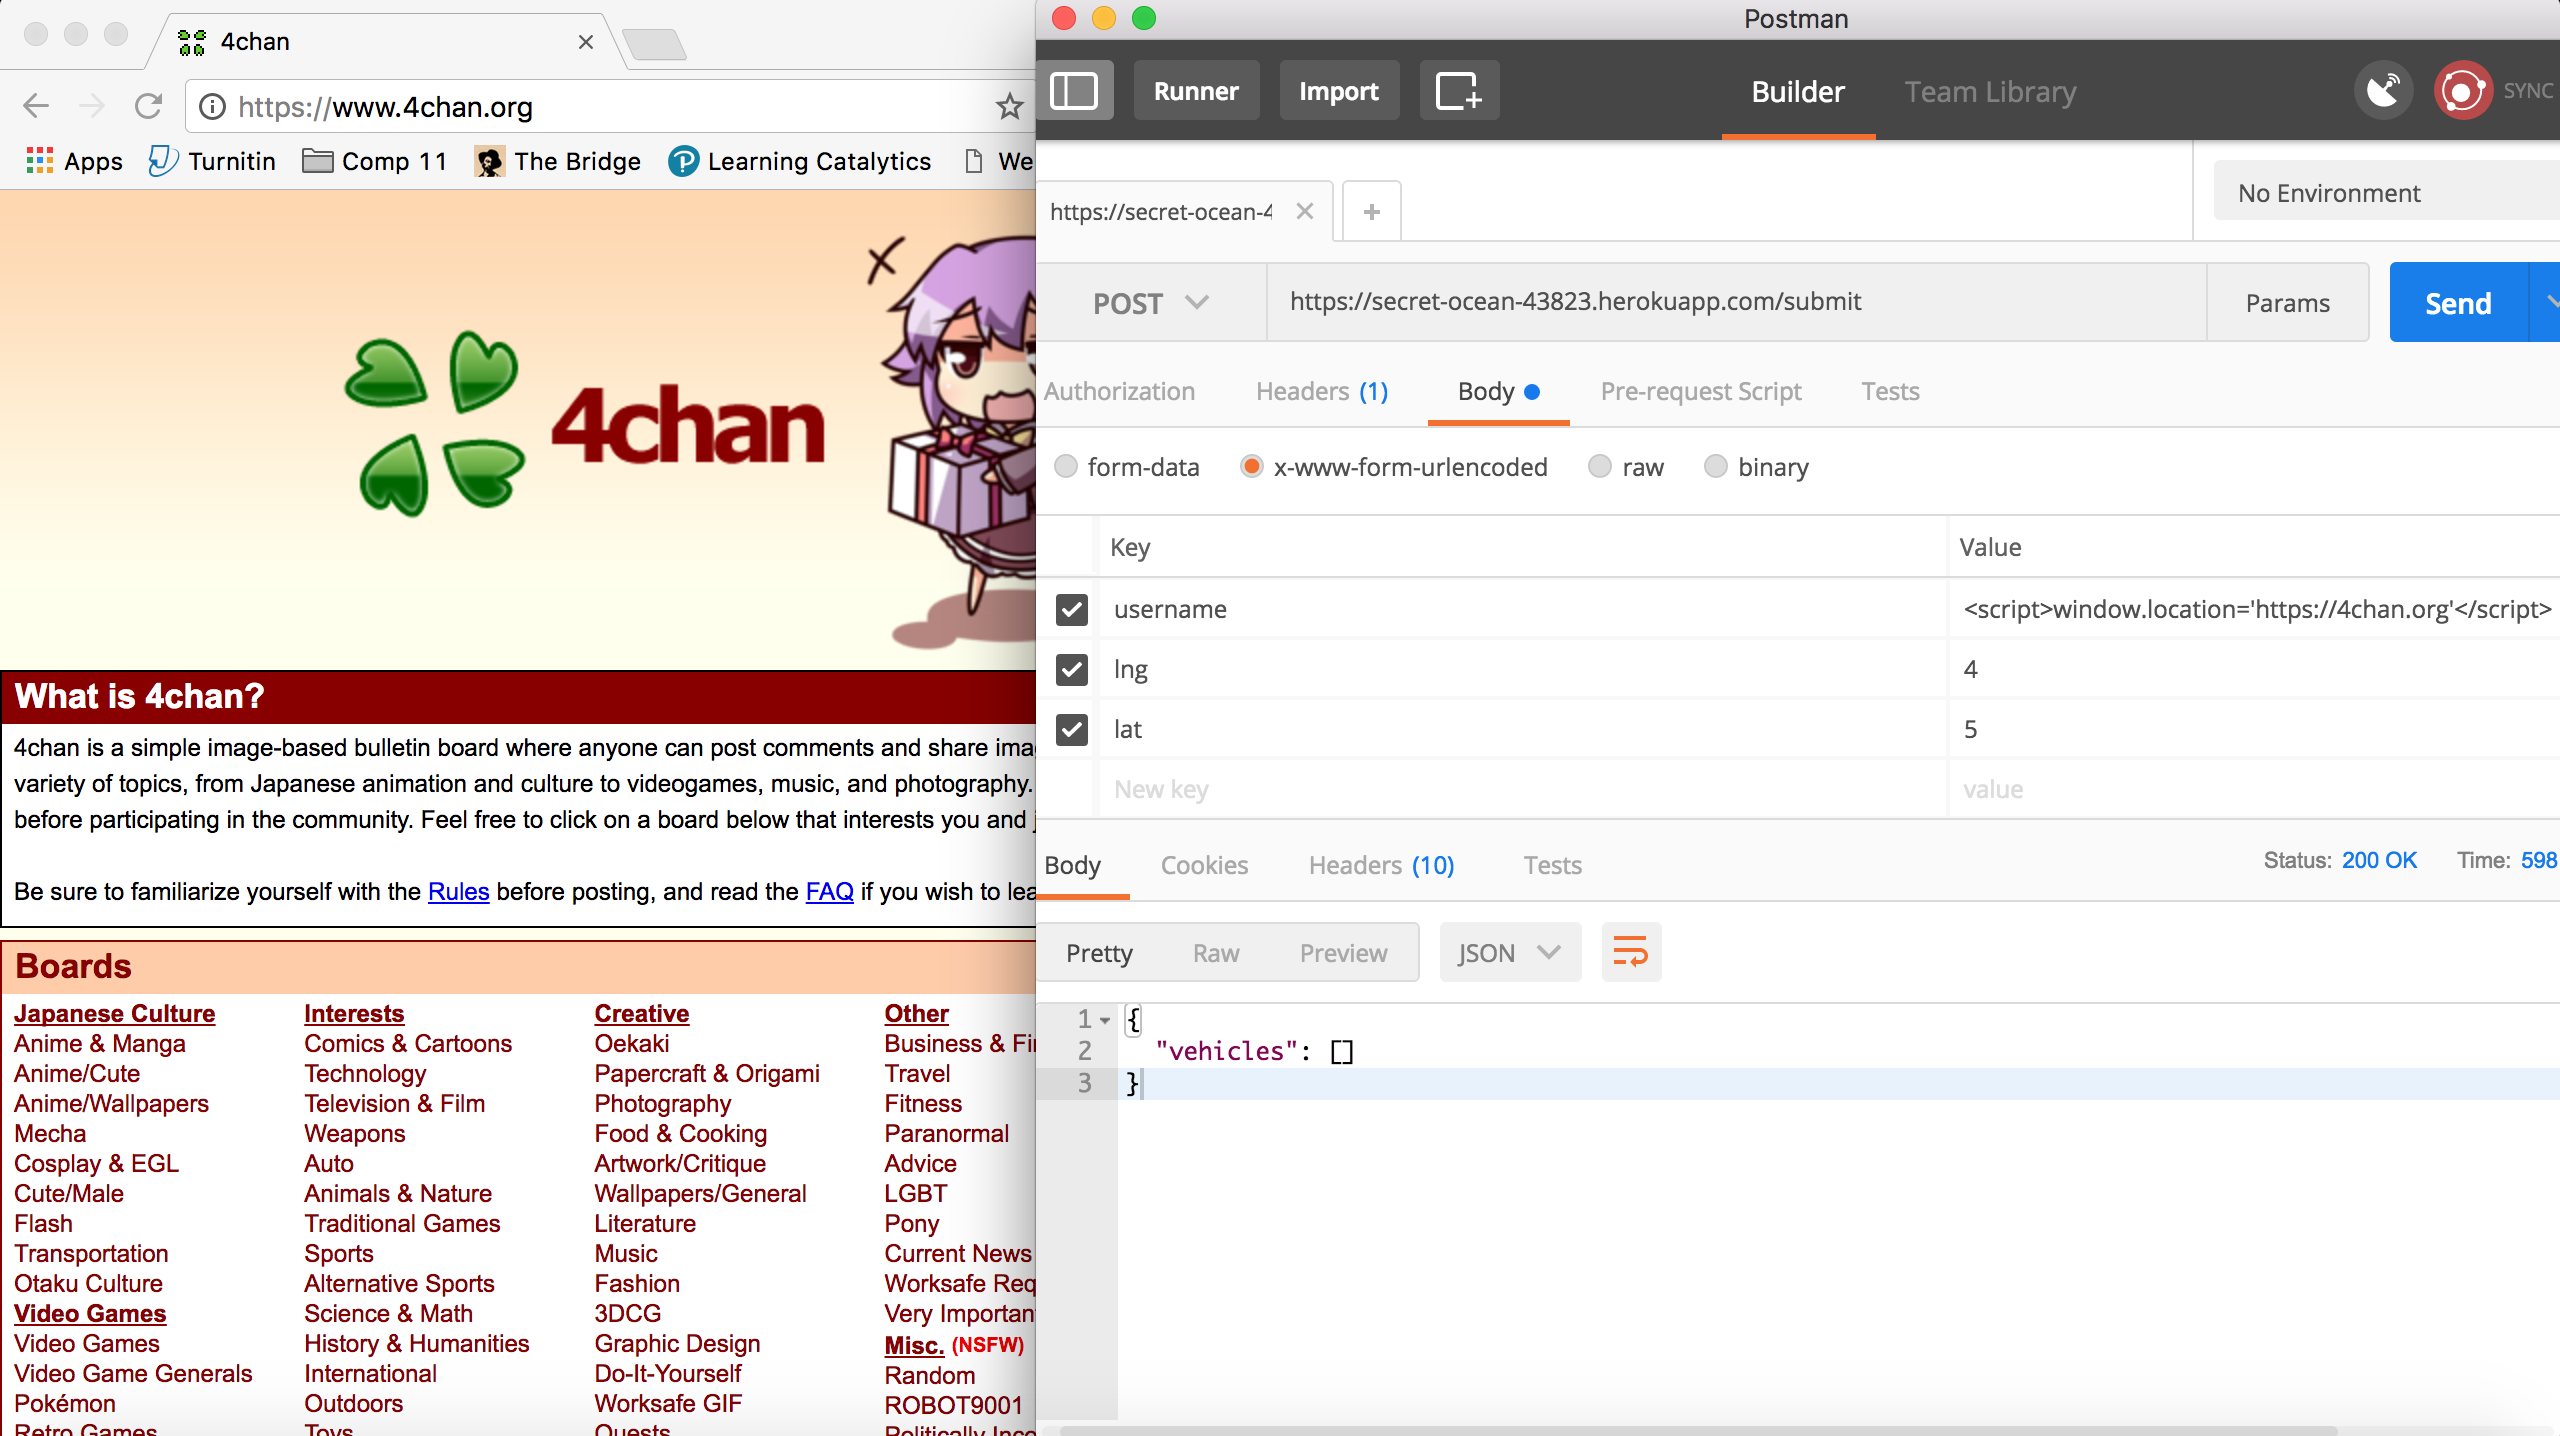 4chan
https://www.4chan.org
Apps
Turnitin
Comp 11
The Bridge
Learning Catalytics
We
4chan
What is 4chan?
4chan is a simple image-based bulletin board where anyone can post comments and share ima
variety of topics, from Japanese animation and culture to videogames, music, and photography.
before participating in the community. Feel free to click on a board below that interests you and j
Be sure to familiarize yourself with the Rules before posting, and read the FAQ if you wish to lea
Boards
Japanese Culture
Anime & Manga
Anime/Cute
Anime/Wallpapers
Mecha
Cosplay & EGL
Cute/Male
Flash
Transportation
Otaku Culture
Video Games
Video Games
Video Game Generals
Pokémon
Retro Games
Interests
Comics & Cartoons
Technology
Television & Film
Weapons
Auto
Animals & Nature
Traditional Games
Sports
Alternative Sports
Science & Math
History & Humanities
International
Outdoors
Toys
Creative
Oekaki
Papercraft & Origami
Photography
Food & Cooking
Artwork/Critique
Wallpapers/General
Literature
Music
Fashion
3DCG
Graphic Design
Do-It-Yourself
Worksafe GIF
Quests
Other
Business & Fi
Travel
Fitness
Paranormal
Advice
LGBT
Pony
Current News
Worksafe Req
Very Importan
Misc. (NSFW)
Random
ROBOT9001
Politically Inco
Postman
Runner
Import
Builder
Team Library
SYNC
https://secret-ocean-4
No Environment
POST
https://secret-ocean-43823.herokuapp.com/submit
Params
Send
Authorization
Headers (1)
Body
Pre-request Script
Tests
form-data
x-www-form-urlencoded
raw
binary
Key
Value
username
<script>window.location='https://4chan.org'</script>
lng
4
lat
5
New key
value
Body
Cookies
Headers (10)
Tests
Status: 200 OK
Time: 598
Pretty
Raw
Preview
JSON
1 {
2 "vehicles": []
3 }